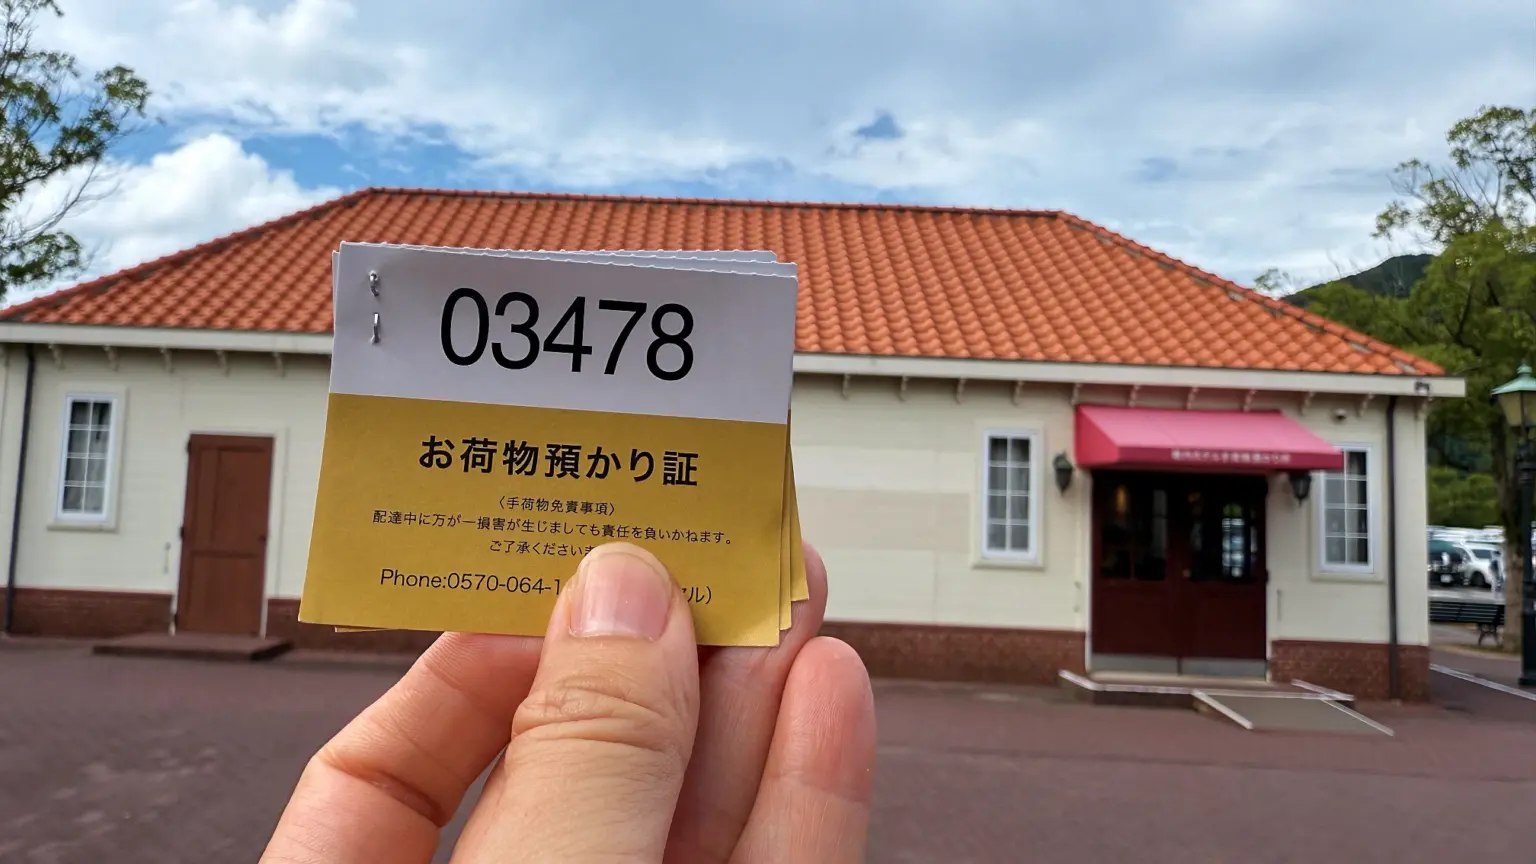 03478
お荷物預かり証
〈手荷物免責事項〉
配達中に万が一損害が生じましても責任を負いかねます。
ご了承ください
Phone:0570-064-1
ル）